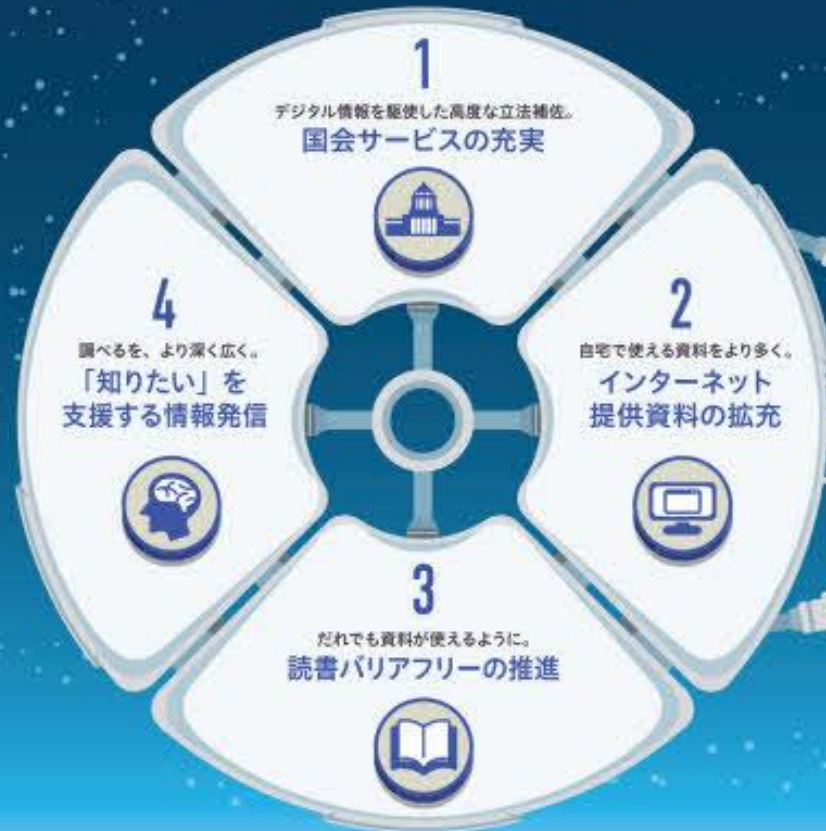 1
デジタル情報を駆使した高度な立法補佐。
国会サービスの充実
2
自宅で使える資料をより多く。
インターネット
提供資料の拡充
3
だれでも資料が使えるように。
読書バリアフリーの推進
4
調べるを、より深く広く。
「知りたい」を
支援する情報発信